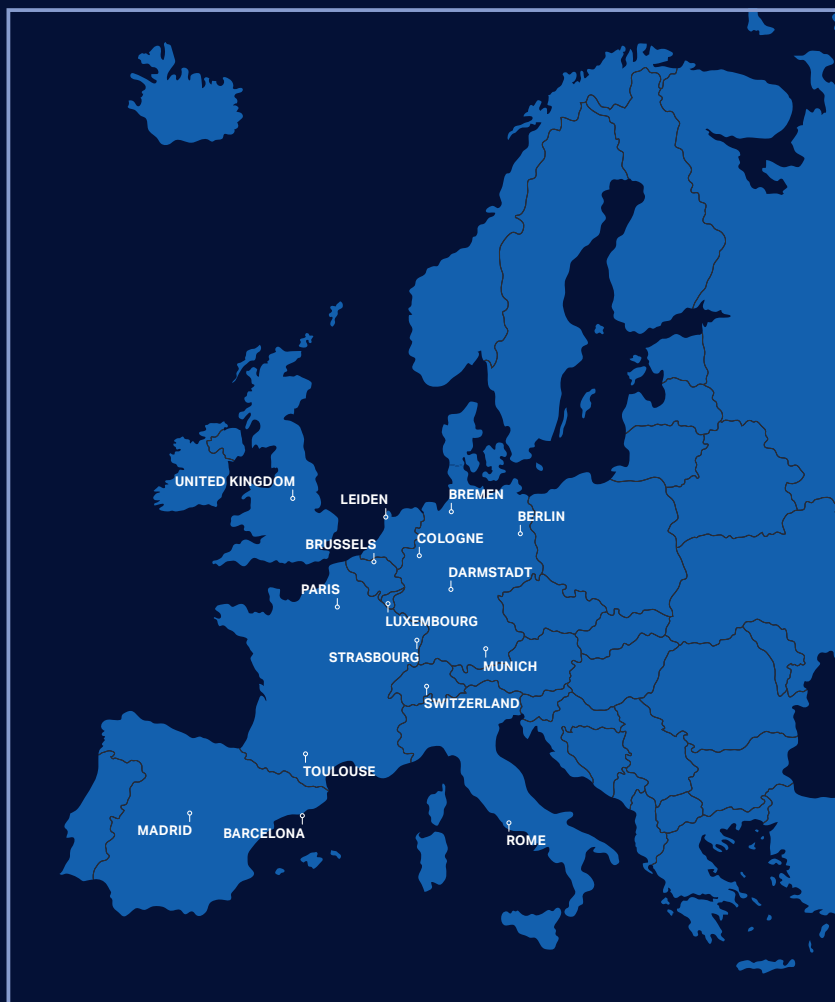 UNITED KINGDOM
LEIDEN
BREMEN
BERLIN
BRUSSELS
COLOGNE
DARMSTADT
PARIS
LUXEMBOURG
STRASBOURG
MUNICH
SWITZERLAND
TOULOUSE
MADRID
BARCELONA
ROME